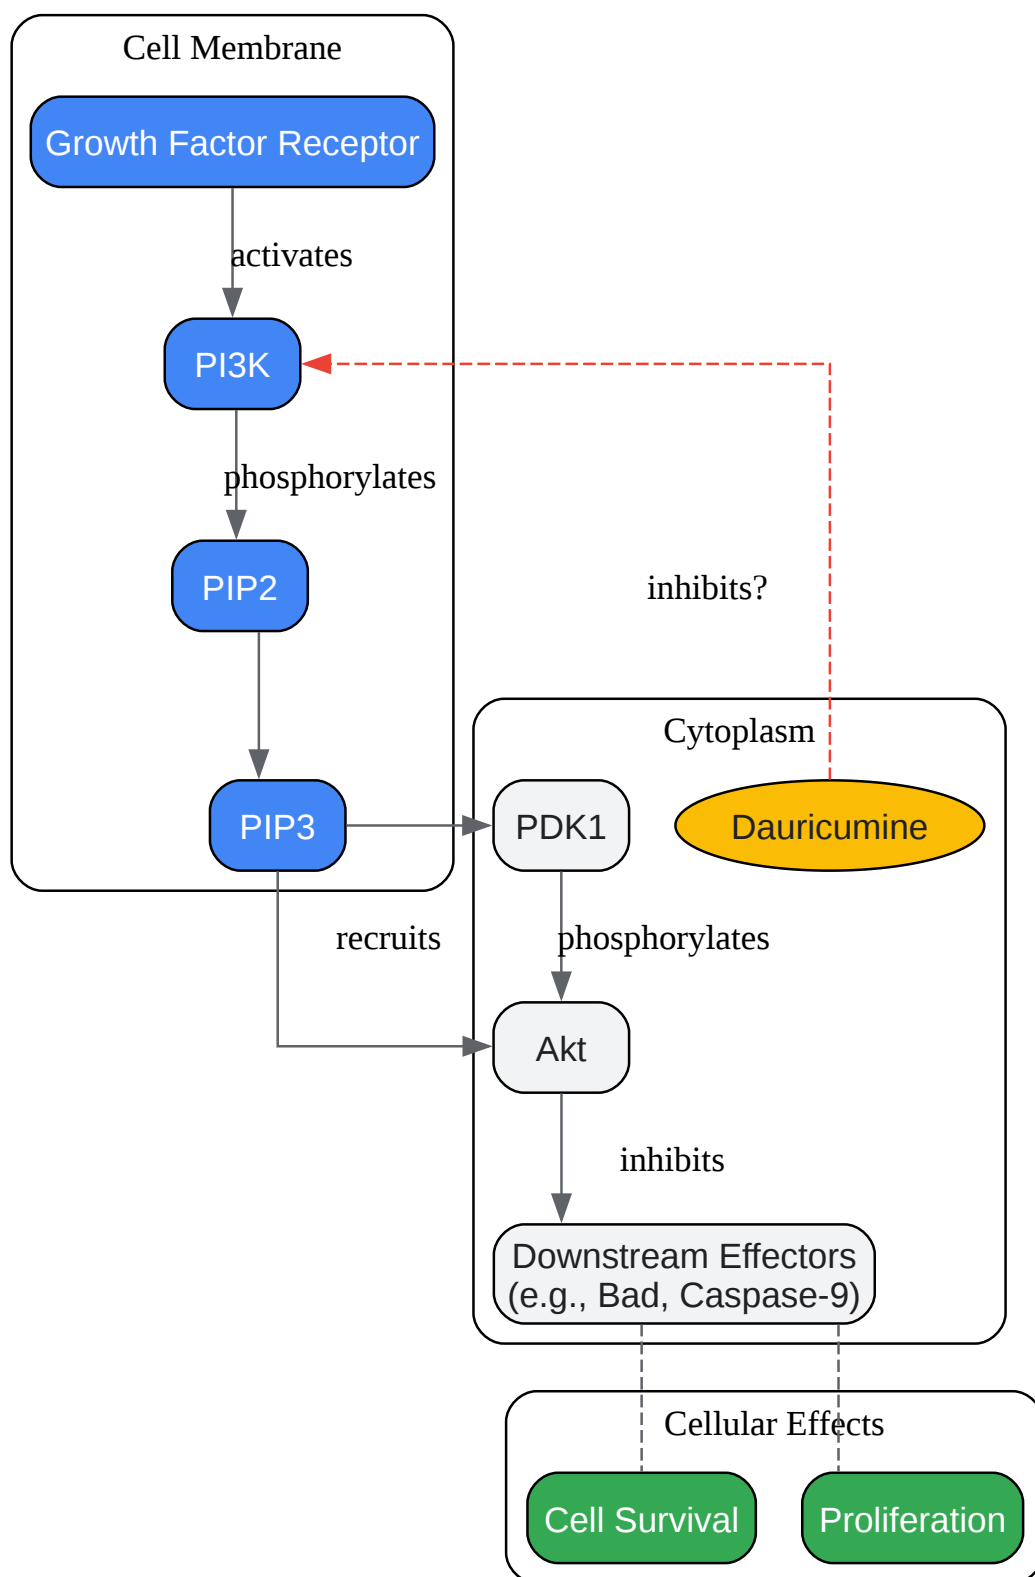 Cell Membrane
Growth Factor Receptor
activates
PI3K
phosphorylates
PIP2
inhibits?
Cytoplasm
PIP3
PDK1
Dauricumine
recruits
phosphorylates
Akt
inhibits
Downstream Effectors
(e.g., Bad, Caspase-9)
Cellular Effects
Cell Survival
Proliferation